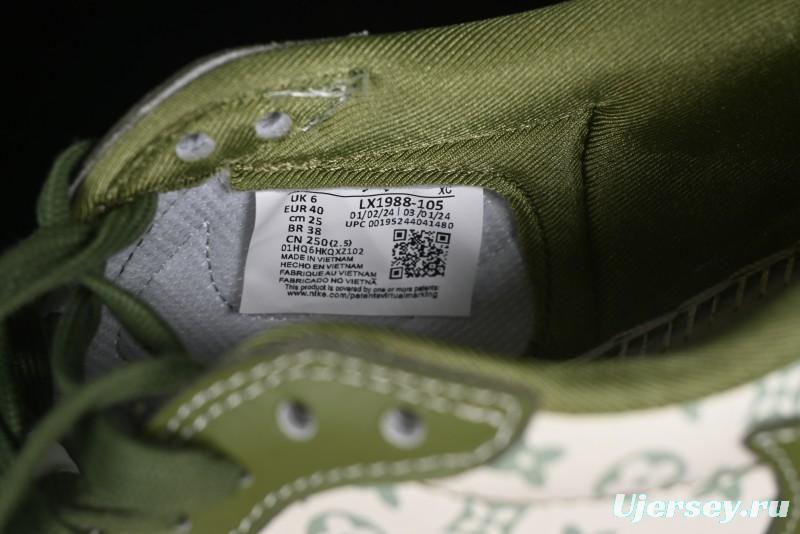 XC
UK 6
EUR 40
cm 25
BR 38
CN 250(2.5)
LX1988-105
01/02/24 | 03/01/24
UPC 00195244041480
01HQ6HKQXZ102
MADE IN VIETNAM
HECHO EN VIETNAM
FABRIQUE AU VIETNAM
FABRICADO NO VIETNÃ
This product is covered by one or more patents:
www.nike.com/patentsvirtualmarking
Ujersey.ru